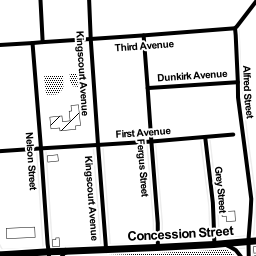 Third Avenue
Kingscourt Avenue
Dunkirk Avenue
Alfred Street
First Avenue
Nelson Street
Kingscourt Avenue
Fergus Street
Grey Street
Concession Street